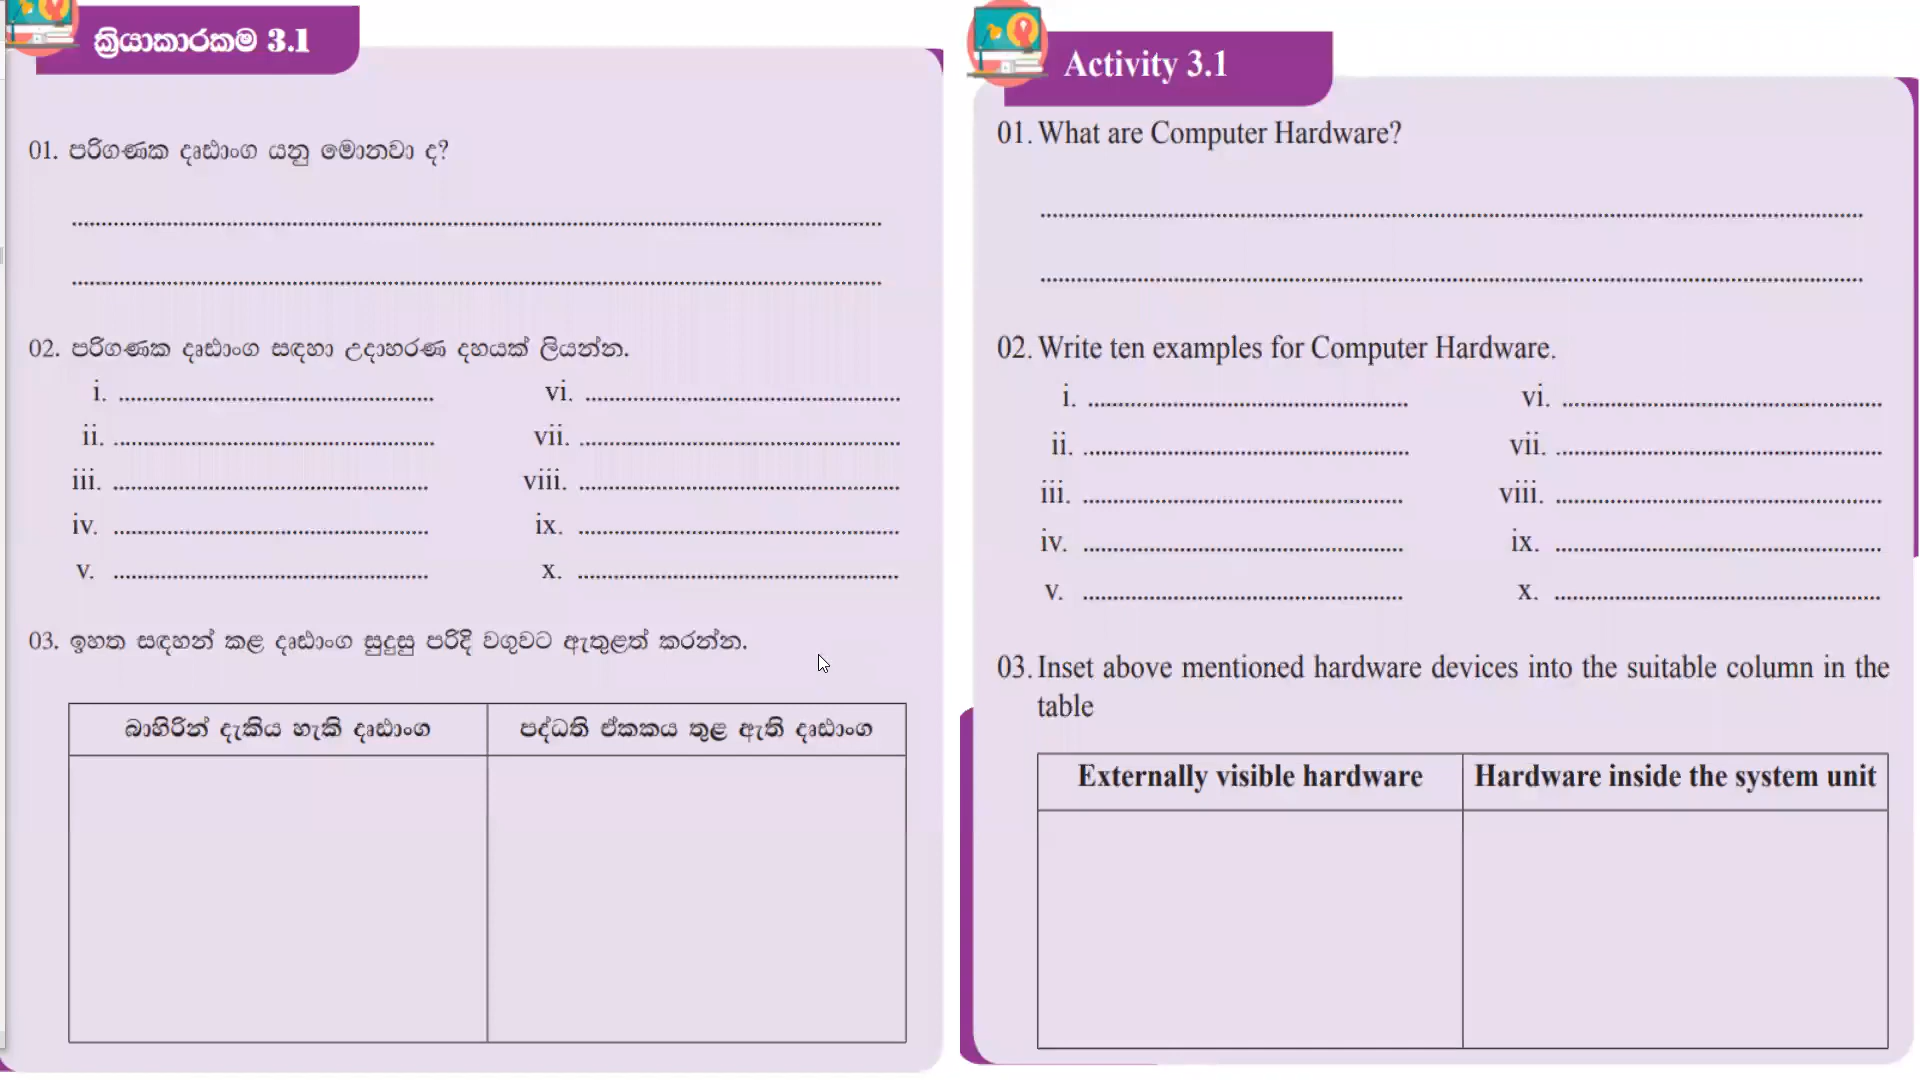 ක්‍රියාකාරකම 3.1
01. පරිගණක දෘඪාංග යනු මොනවා ද?
02. පරිගණක දෘඪාංග සඳහා උදාහරණ දහයක් ලියන්න.
i. ........................................ vi. ........................................
ii. ........................................ vii. ........................................
iii. ........................................ viii. ........................................
iv. ........................................ ix. ........................................
v. ........................................ x. ........................................
03. ඉහත සඳහන් කළ දෘඪාංග සුදුසු පරිදි වගුවට ඇතුළත් කරන්න.
බාහිරින් දැකිය හැකි දෘඪාංග පද්ධති ඒකකය තුළ ඇති දෘඪාංග
Activity 3.1
01. What are Computer Hardware?
02. Write ten examples for Computer Hardware.
i. ........................................ vi. ........................................
ii. ........................................ vii. ........................................
iii. ........................................ viii. ........................................
iv. ........................................ ix. ........................................
v. ........................................ x. ........................................
03. Inset above mentioned hardware devices into the suitable column in the
table
Externally visible hardware Hardware inside the system unit